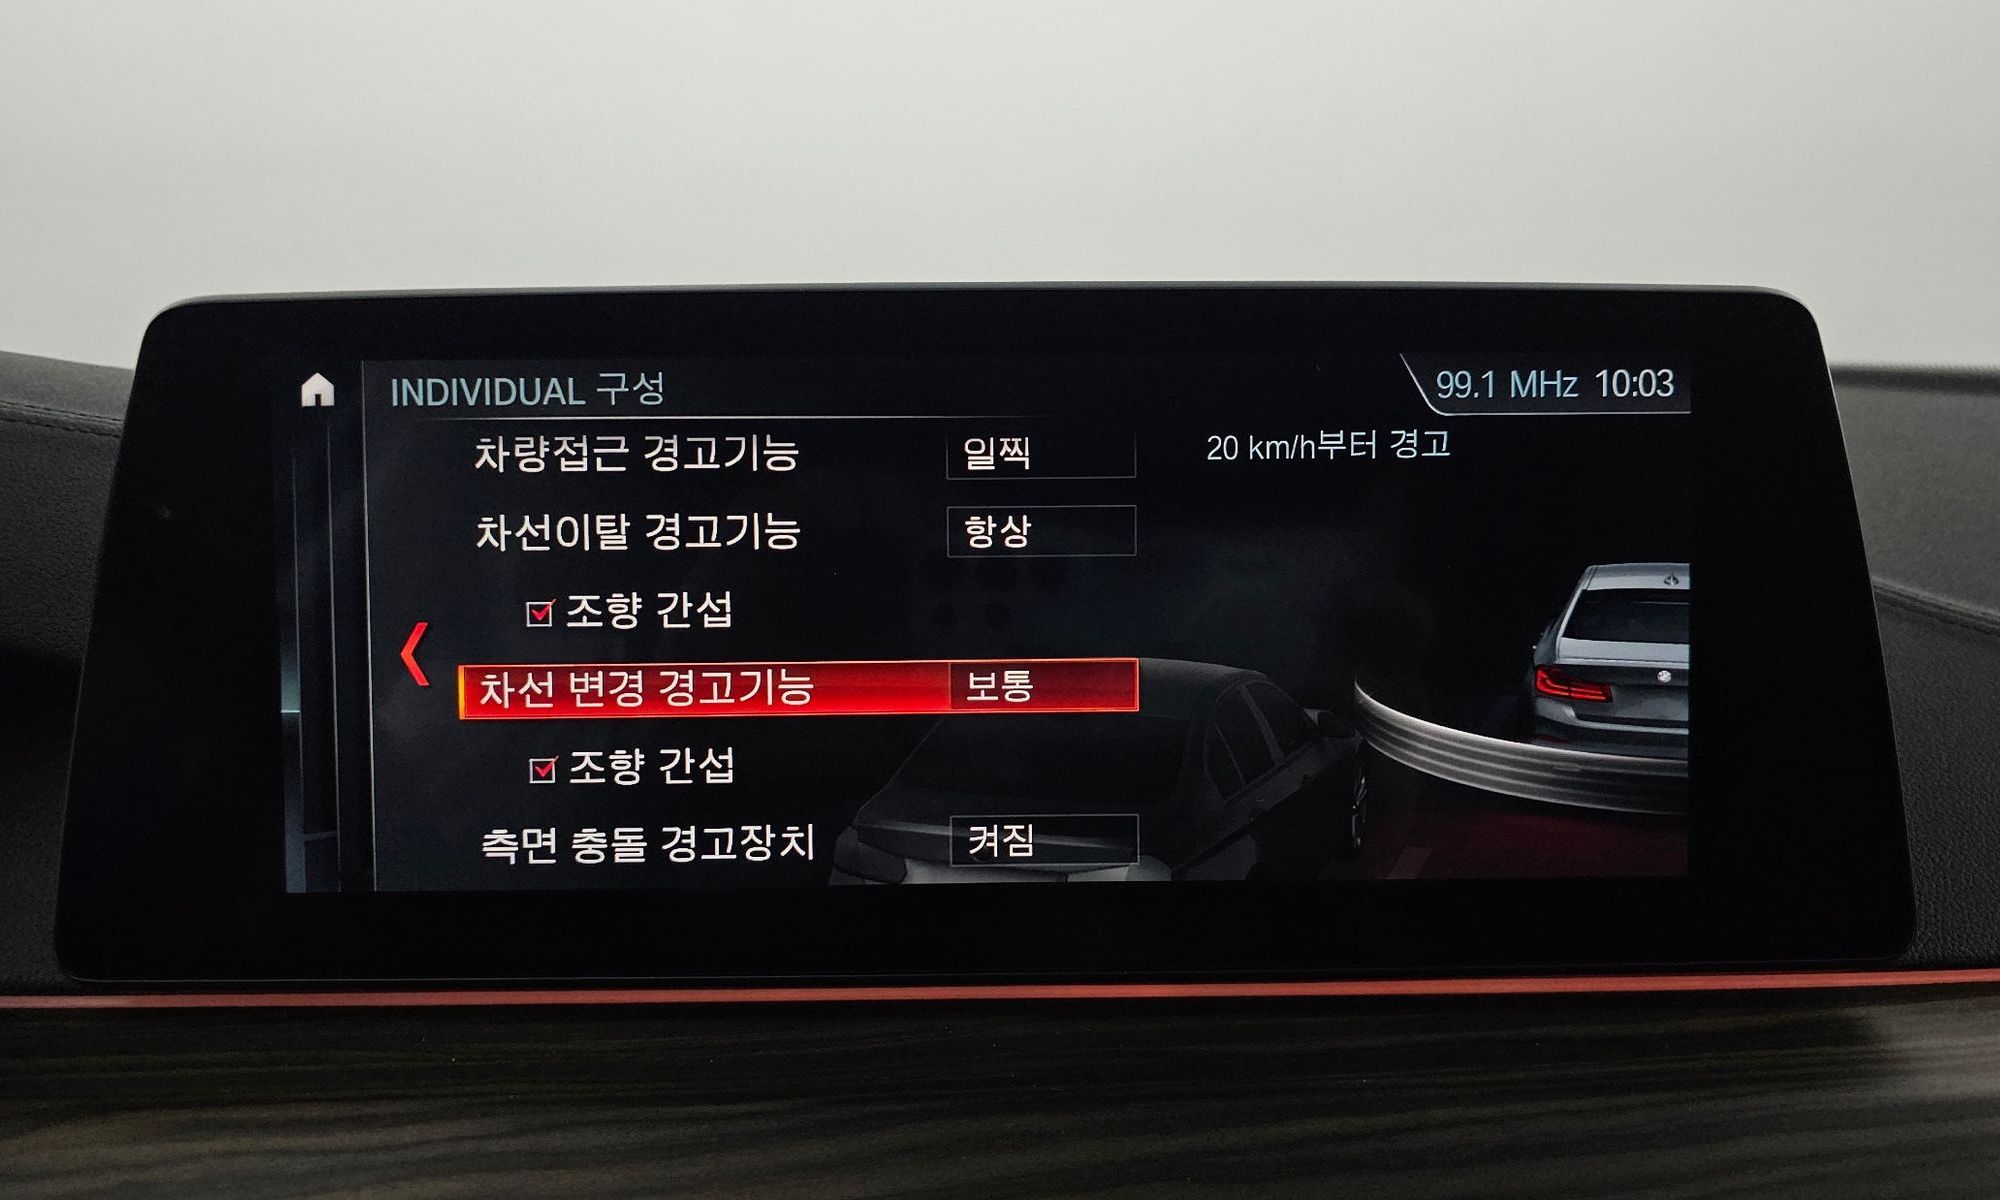 INDIVIDUAL 구성
99.1 MHz 10:03
차량접근 경고기능 일찍
20 km/h부터 경고
차선이탈 경고기능 항상
조향 간섭
차선 변경 경고기능 보통
조향 간섭
측면 충돌 경고장치 켜짐